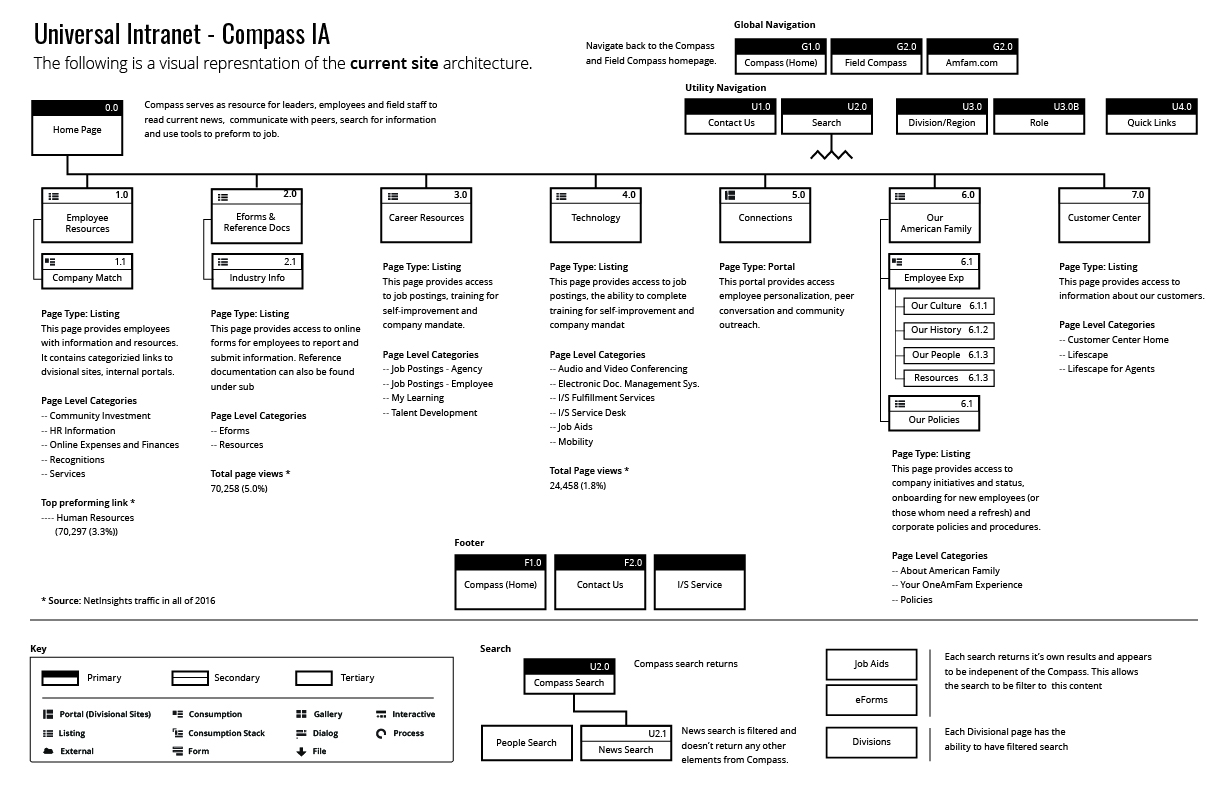 Universal Intranet - Compass IA
The following is a visual represntation of the current site architecture.
Global Navigation
Navigate back to the Compass
and Field Compass homepage.
G1.0
Compass (Home)
G2.0
Field Compass
G2.0
Amfam.com
Utility Navigation
U1.0
Contact Us
U2.0
Search
U3.0
Division/Region
U3.0B
Role
U4.0
Quick Links
0.0
Home Page
Compass serves as resource for leaders, employees and field staff to
read current news, communicate with peers, search for information
and use tools to preform to job.
1.0
Employee
Resources
1.1
Company Match
Page Type: Listing
This page provides employees
with information and resources.
It contains categorizied links to
dvisional sites, internal portals.
Page Level Categories
-- Community Investment
-- HR Information
-- Online Expenses and Finances
-- Recognitions
-- Services
Top preforming link *
---- Human Resources
(70,297 (3.3%))
* Source: NetInsights traffic in all of 2016
2.0
Eforms &
Reference Docs
2.1
Industry Info
Page Type: Listing
This page provides access to online
forms for employees to report and
submit information. Reference
documentation can also be found
under sub
Page Level Categories
-- Eforms
-- Resources
Total page views *
70,258 (5.0%)
3.0
Career Resources
Page Type: Listing
This page provides access
to job postings, training for
self-improvement and
company mandate.
Page Level Categories
-- Job Postings - Agency
-- Job Postings - Employee
-- My Learning
-- Talent Development
4.0
Technology
Page Type: Listing
This page provides access to job
postings, the ability to complete
training for self-improvement and
company mandat
Page Level Categories
-- Audio and Video Conferencing
-- Electronic Doc. Management Sys.
-- I/S Fulfillment Services
-- I/S Service Desk
-- Job Aids
-- Mobility
Total Page views *
24,458 (1.8%)
5.0
Connections
Page Type: Portal
This portal provides access
employee personalization, peer
conversation and community
outreach.
6.0
Our
American Family
6.1
Employee Exp
Our Culture 6.1.1
Our History 6.1.2
Our People 6.1.3
Resources 6.1.3
6.1
Our Policies
Page Type: Listing
This page provides access to
company initiatives and status,
onboarding for new employees (or
those whom need a refresh) and
corporate policies and procedures.
Page Level Categories
-- About American Family
-- Your OneAmFam Experience
-- Policies
7.0
Customer Center
Page Type: Listing
This page provides access to
information about our customers.
Page Level Categories
-- Customer Center Home
-- Lifescape
-- Lifescape for Agents
Footer
F1.0
Compass (Home)
F2.0
Contact Us
I/S Service
Key
Primary
Secondary
Tertiary
Portal (Divisional Sites)
Consumption
Gallery
Interactive
Listing
Consumption Stack
Dialog
Process
External
Form
File
Search
U2.0
Compass Search
Compass search returns
People Search
U2.1
News Search
News search is filtered and
doesn't return any other
elements from Compass.
Job Aids
eForms
Divisions
Each search returns it's own results and appears
to be indepenent of the Compass. This allows
the search to be filter to this content
Each Divisional page has the
ability to have filtered search